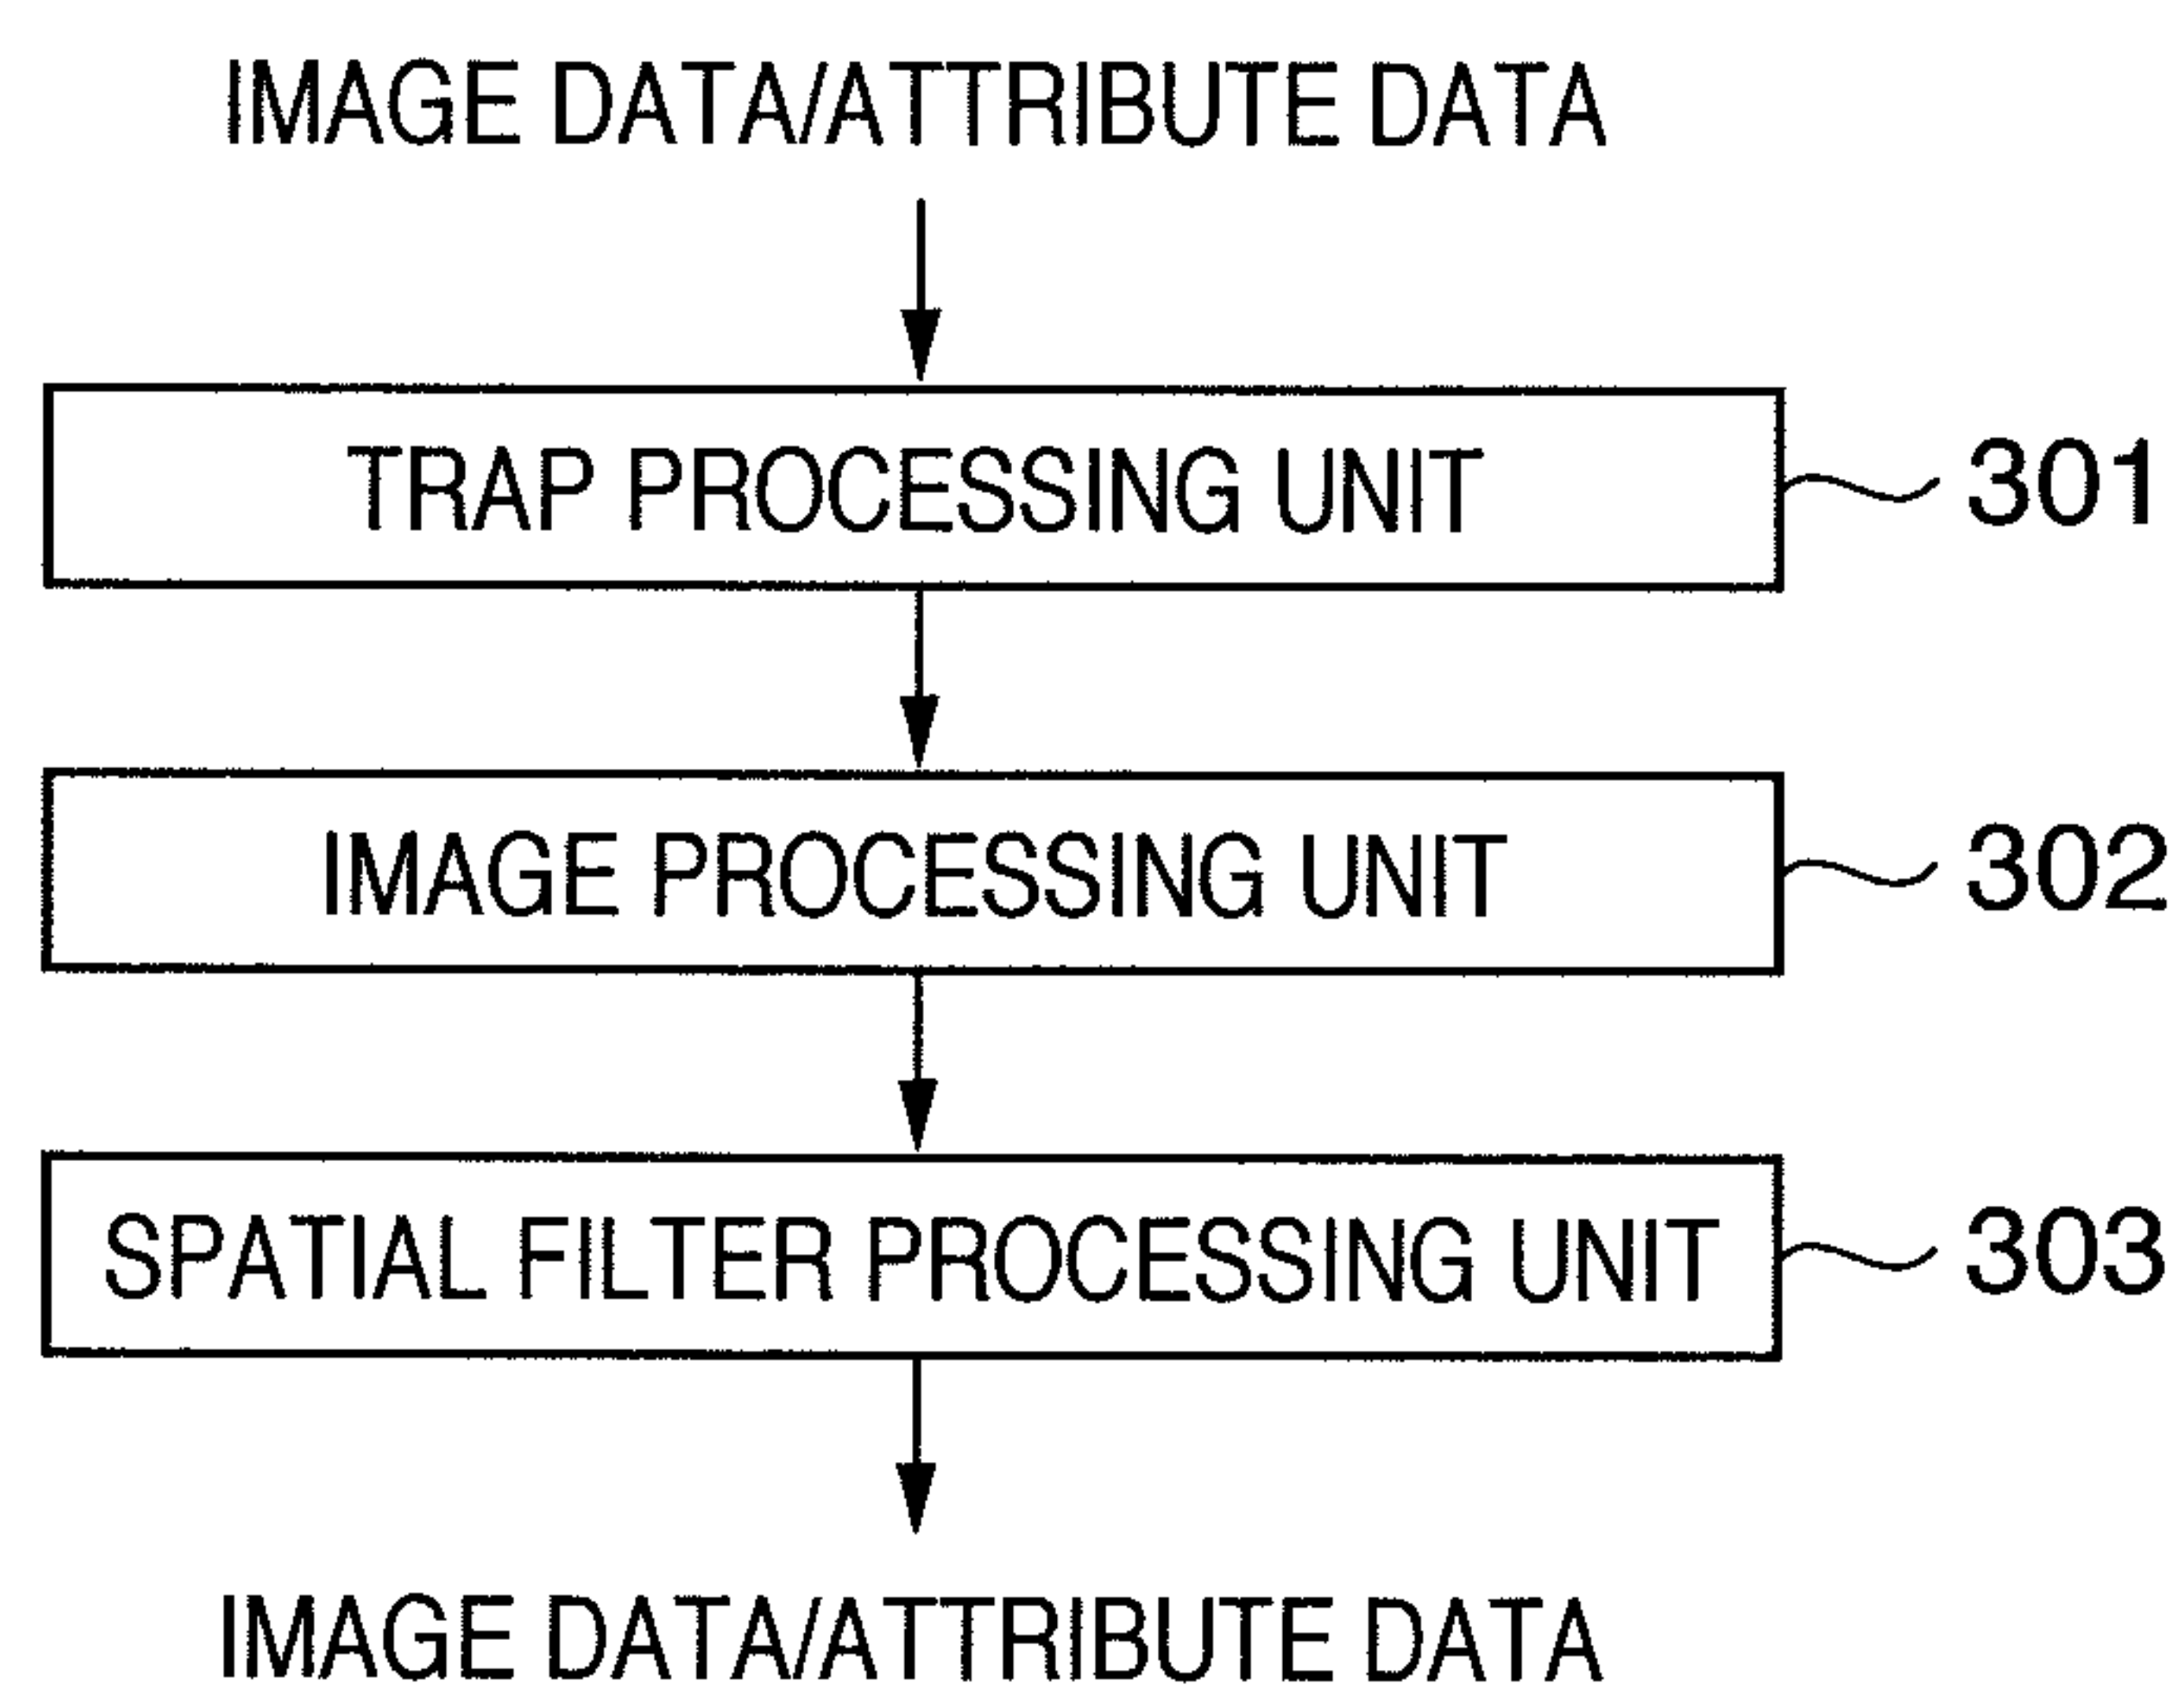 IMAGE DATA/ATTRIBUTE DATA
TRAP PROCESSING UNIT 301
IMAGE PROCESSING UNIT 302
SPATIAL FILTER PROCESSING UNIT 303
IMAGE DATA/ATTRIBUTE DATA